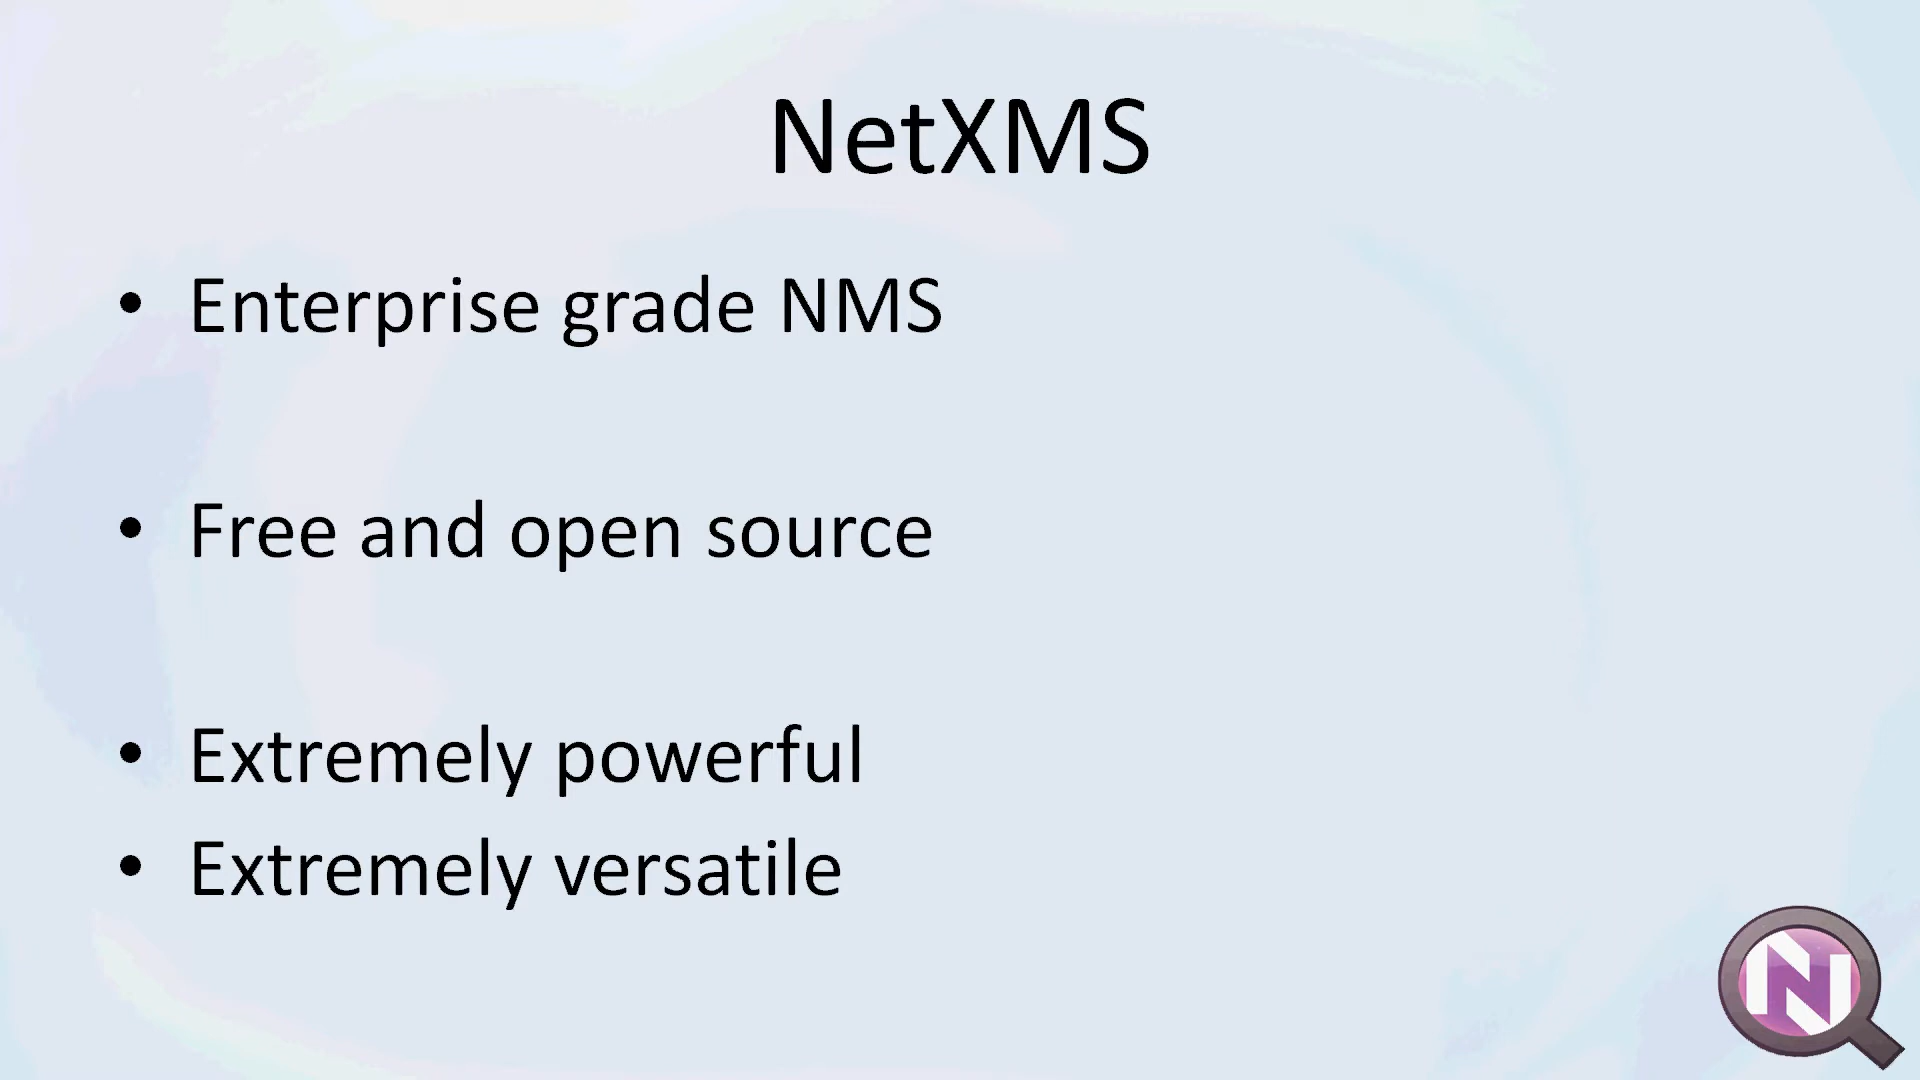 NetXMS
• Enterprise grade NMS
• Free and open source
• Extremely powerful
• Extremely versatile
N